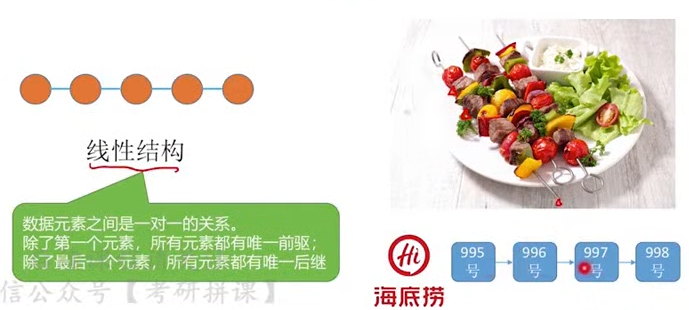 线性结构
数据元素之间是一对一的关系。
除了第一个元素，所有元素都有唯一前驱；
除了最后一个元素，所有元素都有唯一后继
信公众号【考研拼课】
Hi
海底捞
995
号
996
号
997
号
998
号